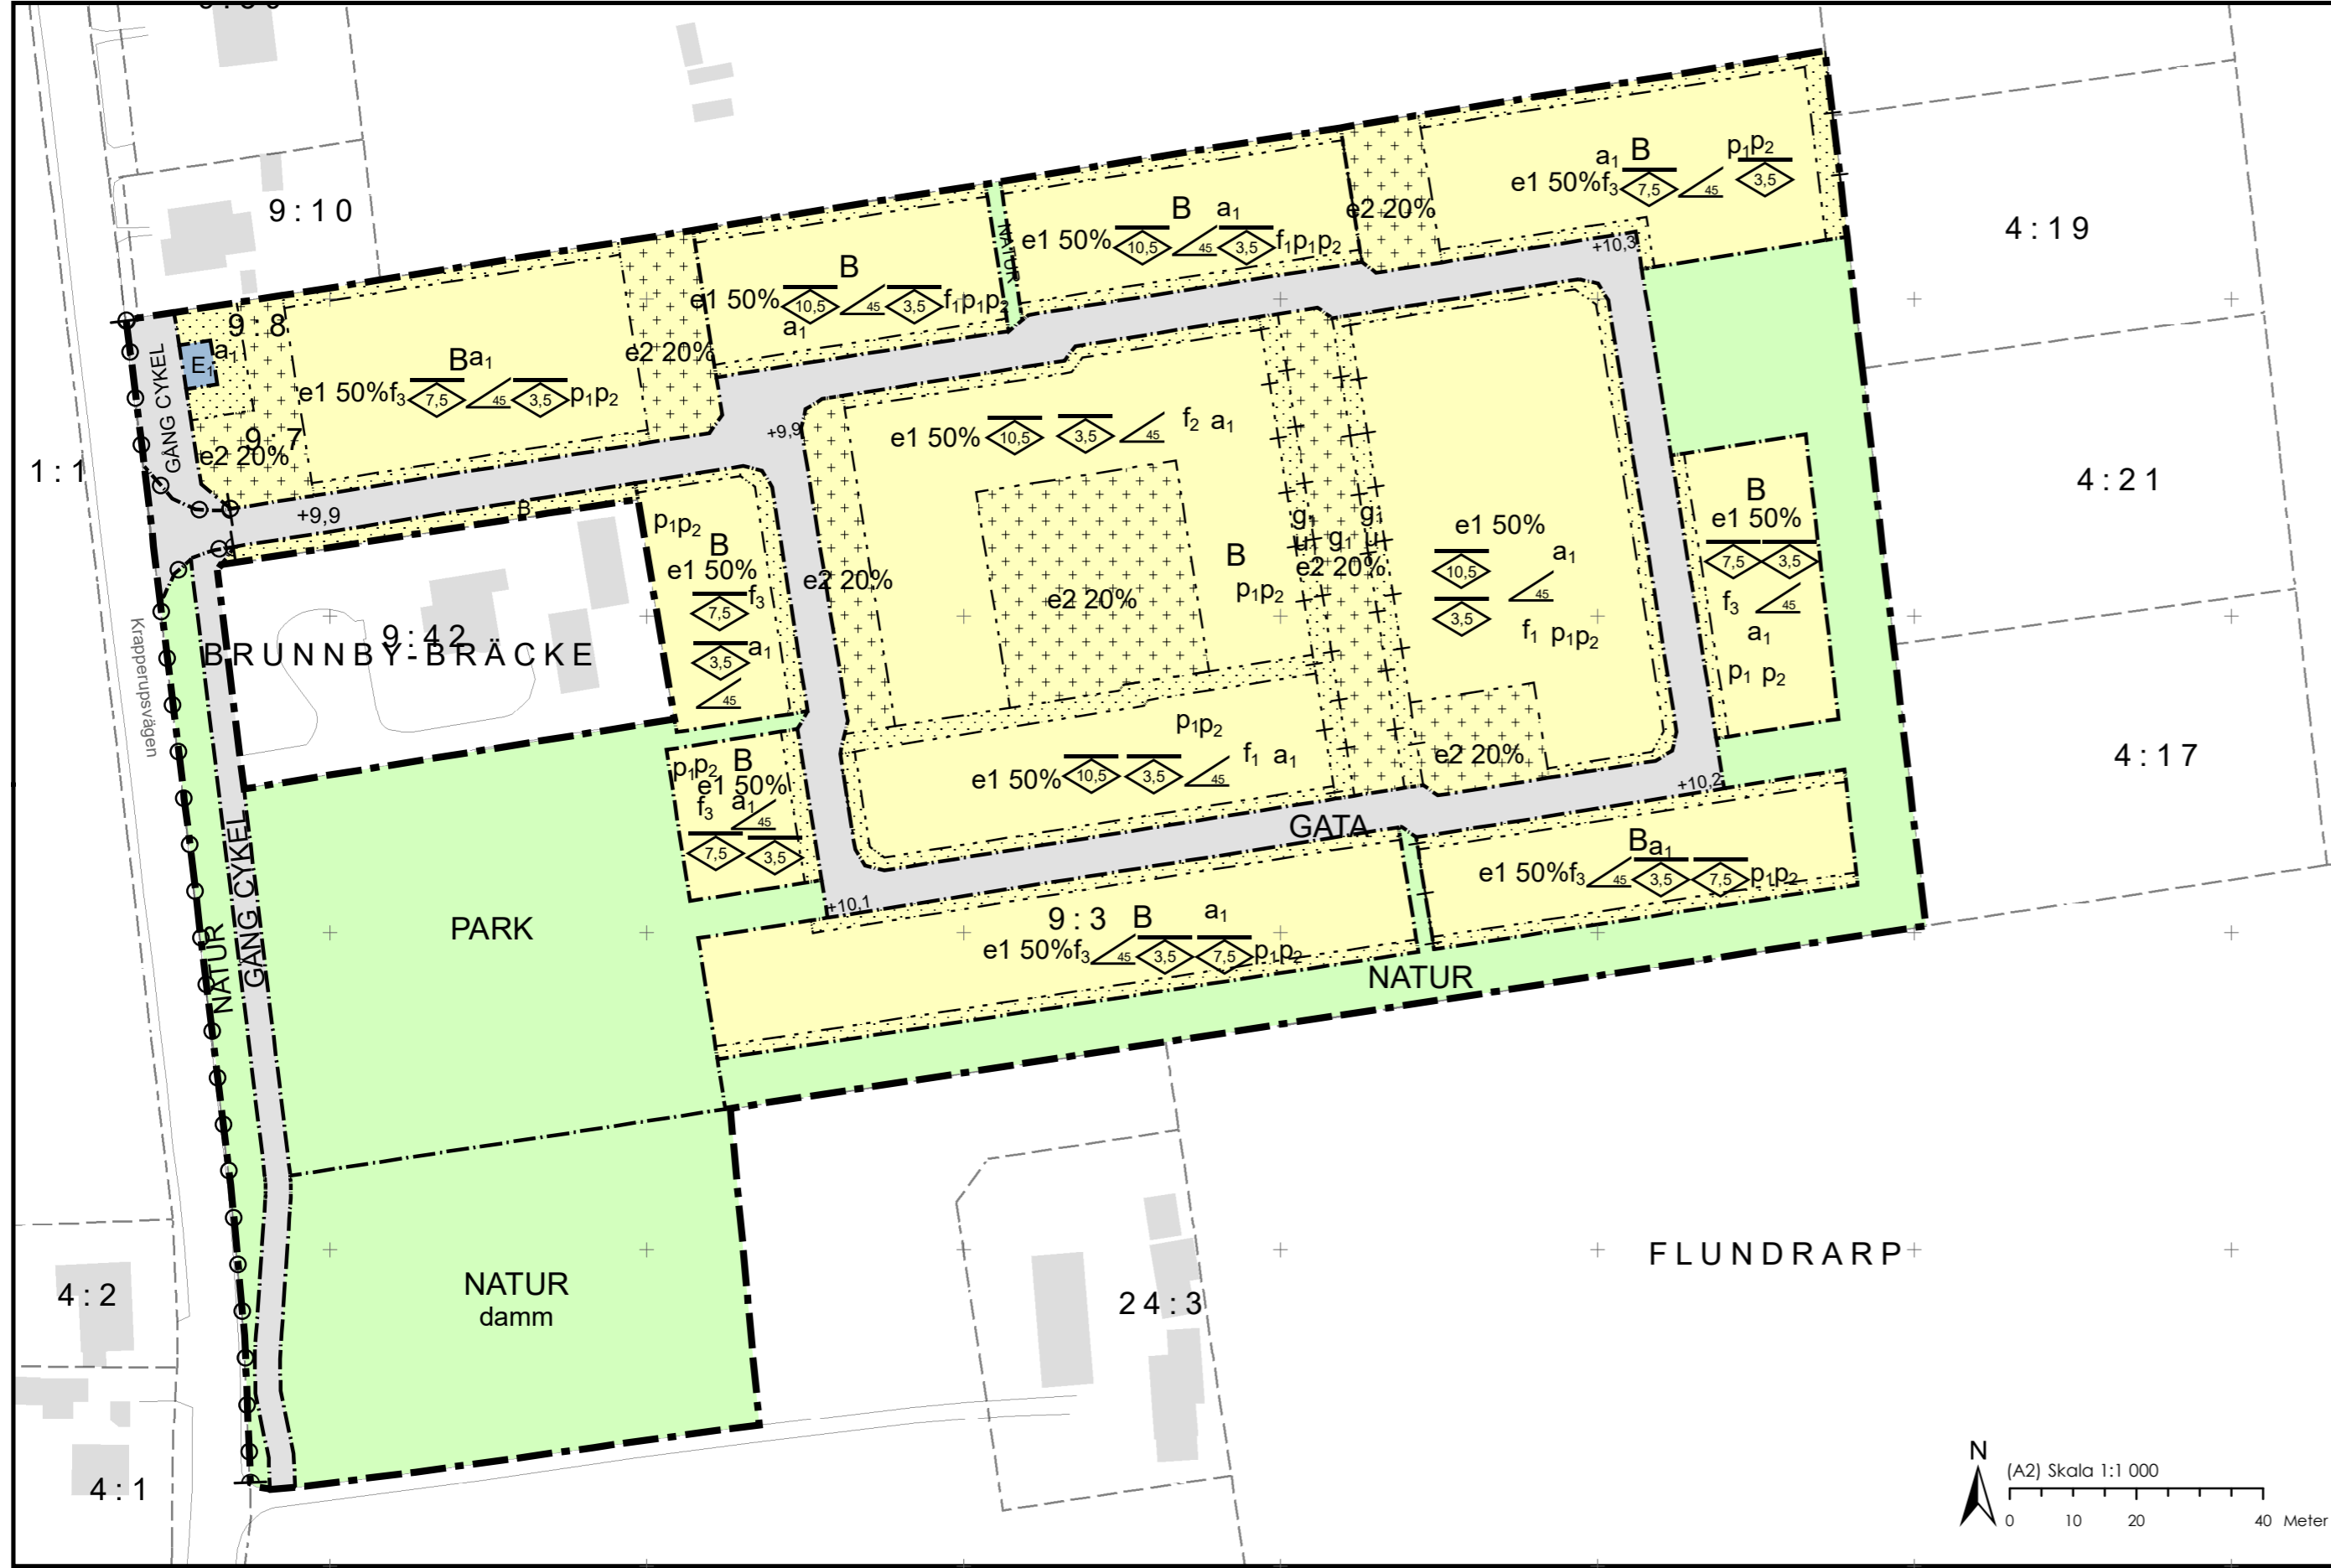 9:10
a₁ B p₁p₂
e1 50%f₃ 7,5 45 3,5
4:19
B a₁
e1 50% 10,5 45 3,5 f₁p₁p₂
e2 20%
NATUR
+10,3
B
e1 50% 10,5 45 3,5 f₁p₁p₂
a₁
9:8
E₁ a₁
GÅNG CYKEL
Ba₁
e1 50%f₃ 7,5 45 3,5 p₁p₂
e2 20%
9:7
e2 20%
1:1
+9,9
+9,9
B
e1 50% 10,5 3,5 45 f₂ a₁
4:21
p₁p₂
B
e1 50%
7,5 f₃
3,5 a₁
45
e2 20%
e2 20%
B
p₁p₂
g₁ g₁ g₁
u₁ u₁
e2 20%
e1 50%
10,5 a₁
45
3,5
f₁ p₁p₂
B
e1 50%
7,5 3,5
f₃ 45
a₁
p₁ p₂
9:42
BRUNNBY-BRÄCKE
Krapperupsvägen
4:17
p₁p₂
e1 50% 10,5 3,5 45 f₁ a₁
e2 20%
+10,2
p₁p₂ B
e1 50%
f₃ a₁ 45
7,5 3,5
GATA
Ba₁
e1 50%f₃ 45 3,5 7,5 p₁p₂
+10,1
9:3 B a₁
e1 50%f₃ 45 3,5 7,5 p₁p₂
PARK
NATUR
GÅNG CYKEL
NATUR
4:2
NATUR
damm
24:3
FLUNDRARP
4:1
N
(A2) Skala 1:1 000
0 10 20 40 Meter